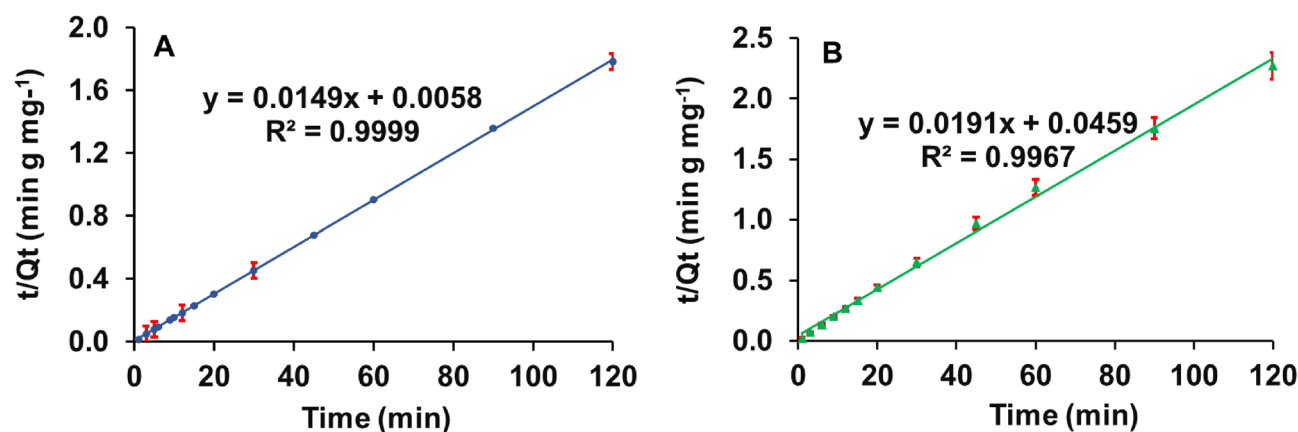 A
y = 0.0149x + 0.0058
R² = 0.9999
t/Qt (min g mg-¹)
2.0
1.6
1.2
0.8
0.4
0.0
0 20 40 60 80 100 120
Time (min)
B
y = 0.0191x + 0.0459
R² = 0.9967
t/Qt (min g mg⁻¹)
2.5
2.0
1.5
1.0
0.5
0.0
0 20 40 60 80 100 120
Time (min)